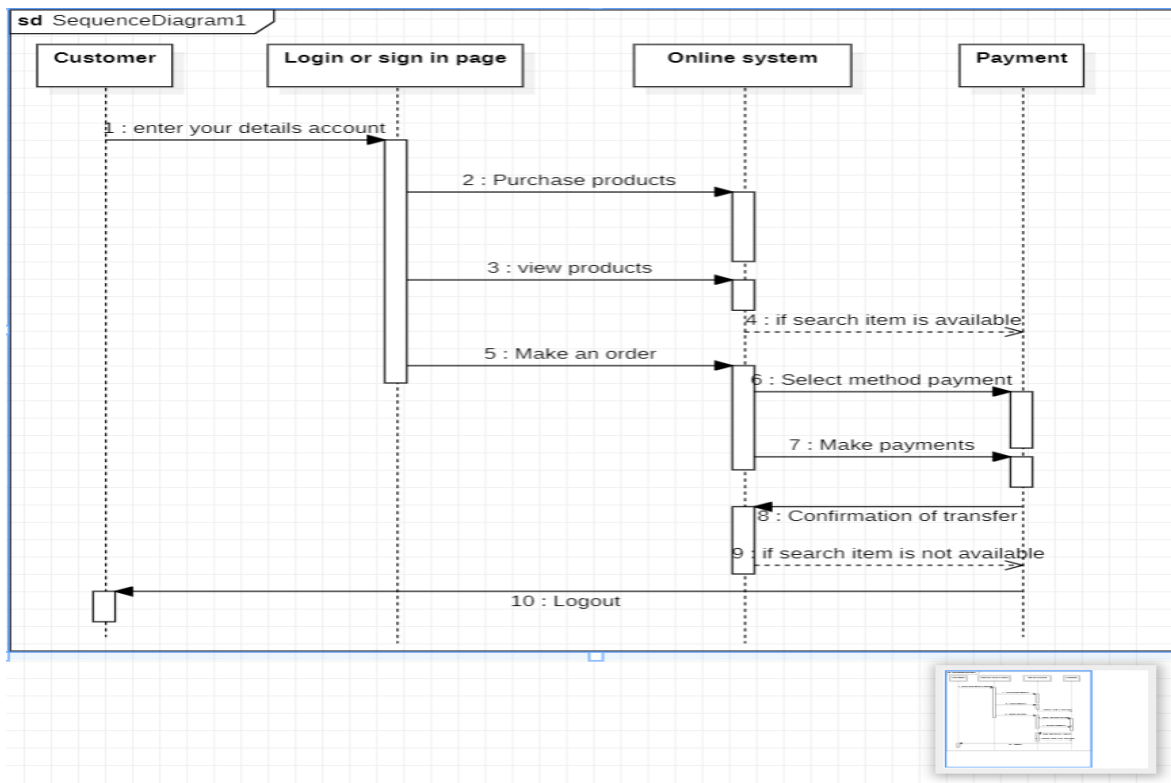 sd SequenceDiagram1
Customer
Login or sign in page
Online system
Payment
1 : enter your details account
2 : Purchase products
3 : view products
4 : if search item is available
5 : Make an order
6 : Select method payment
7 : Make payments
8 : Confirmation of transfer
9 : if search item is not available
10 : Logout